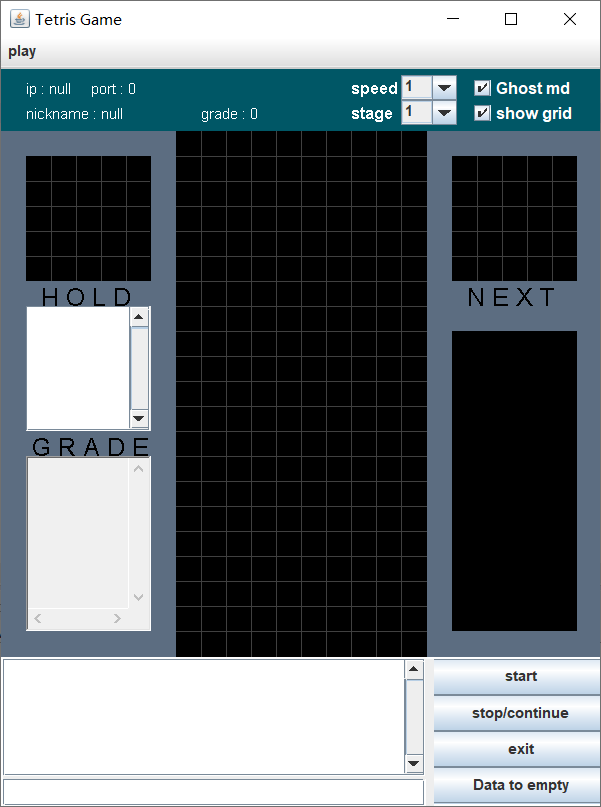 Tetris Game
play
ip : null port : 0 speed 1 Ghost md
nickname : null grade : 0 stage 1 show grid
HOLD NEXT
GRADE
start
stop/continue
exit
Data to empty